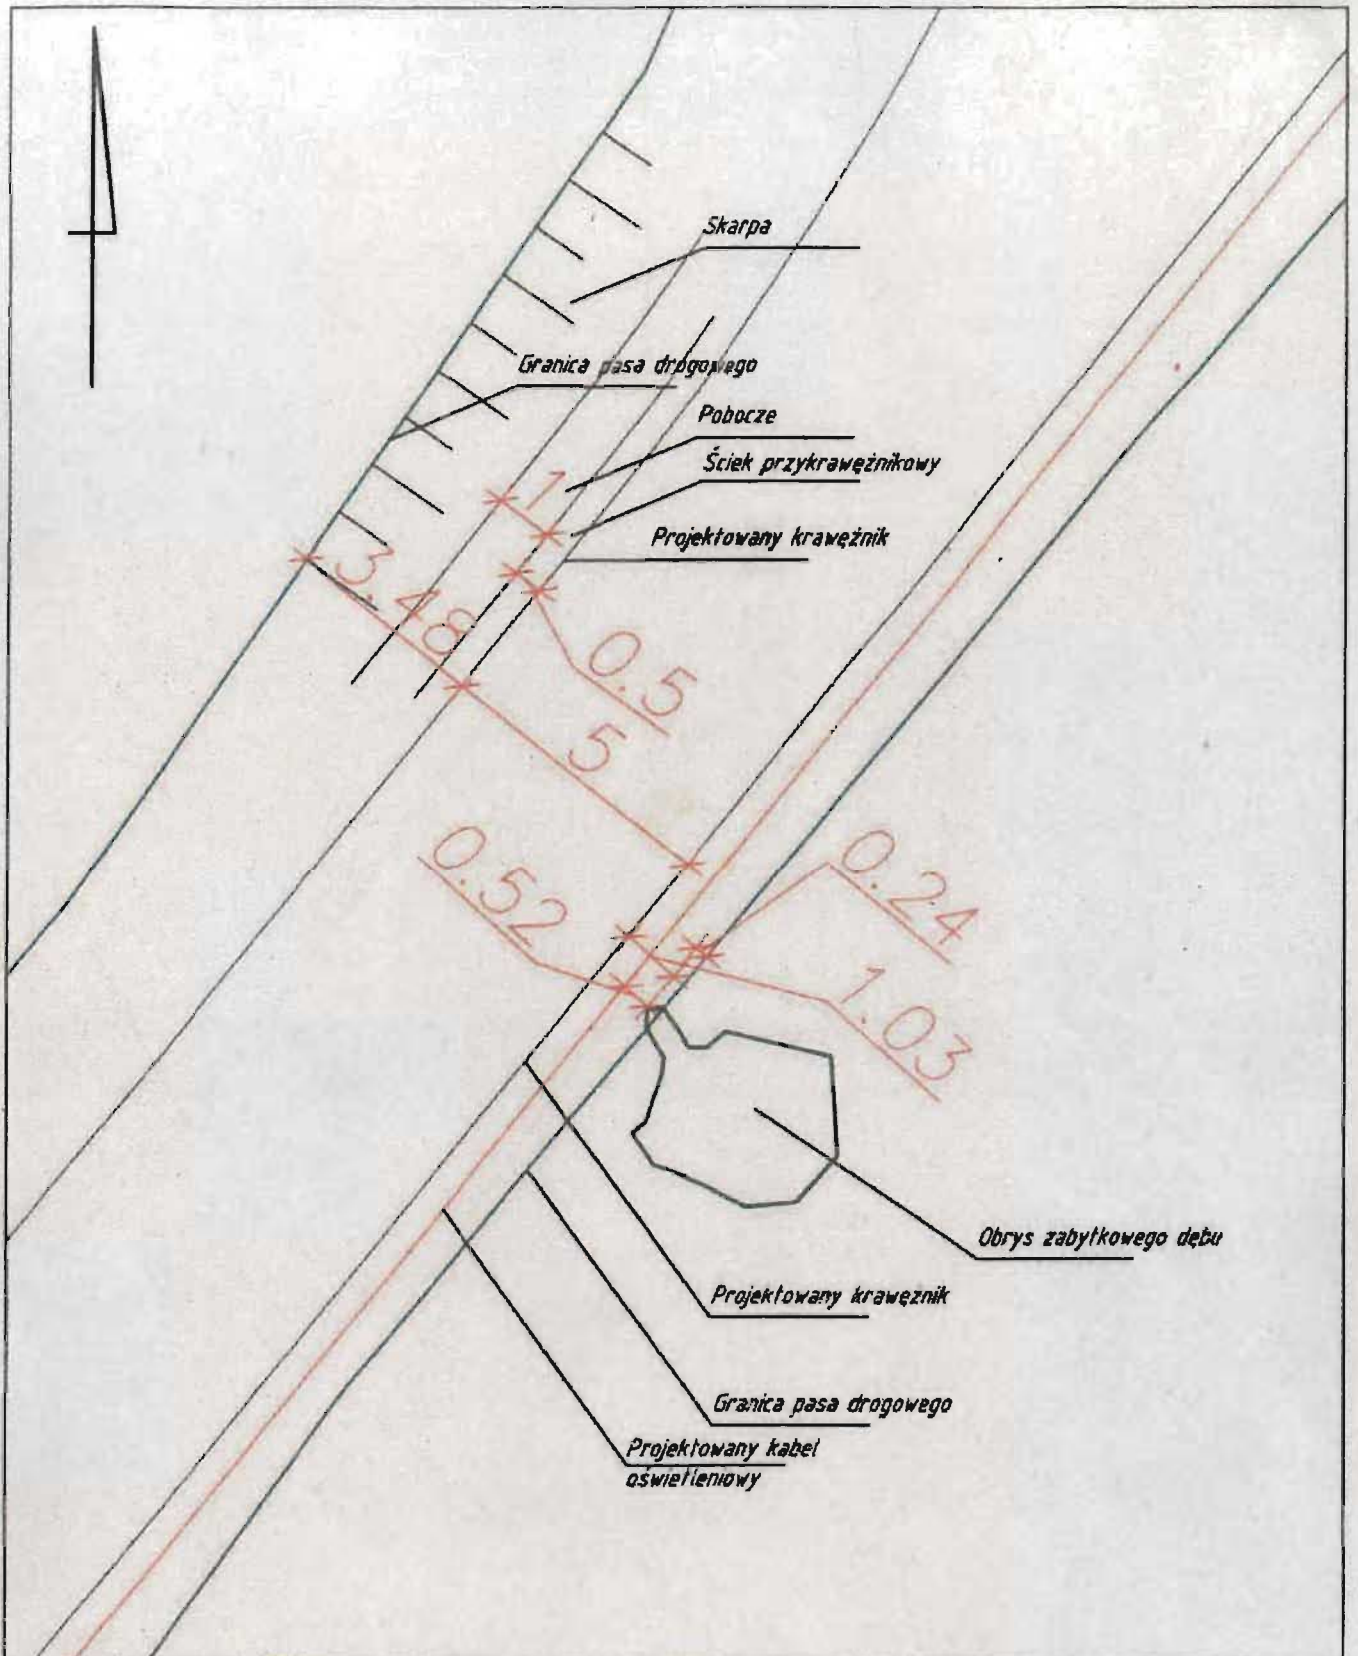 Skarpa
Granica pasa drogowego
Pobocze
Ściek przykrawężnikowy
1
Projektowany krawężnik
3.48
0.5
5
0.52
0.24
1.03
Obrys zabytkowego dębu
Projektowany krawężnik
Granica pasa drogowego
Projektowany kabel
oświetleniowy